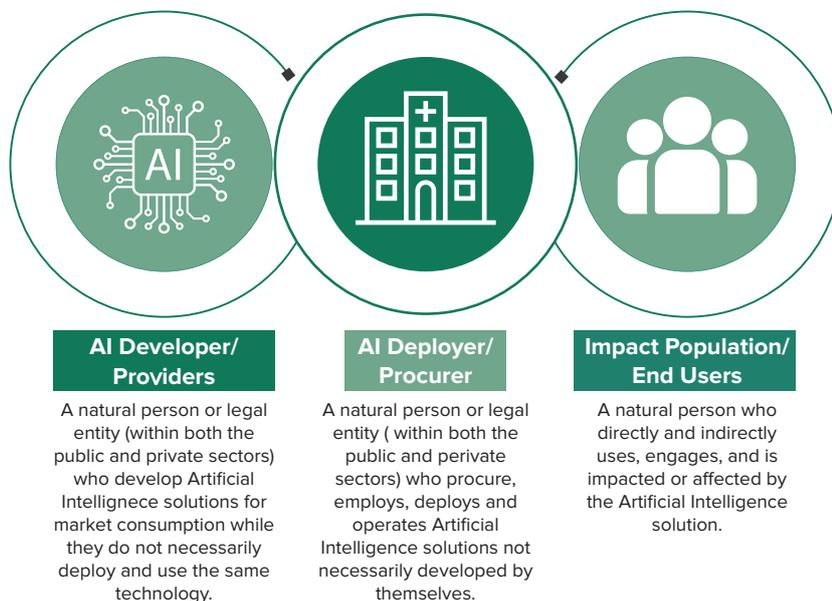 AI
AI Developer/
Providers
A natural person or legal
entity (within both the
public and private sectors)
who develop Artificial
Intellignece solutions for
market consumption while
they do not necessarily
deploy and use the same
technology.
AI Deployer/
Procurer
A natural person or legal
entity ( within both the
public and perivate
sectors) who procure,
employs, deploys and
operates Artificial
Intelligence solutions not
necessarily developed by
themselves.
Impact Population/
End Users
A natural person who
directly and indirectly
uses, engages, and is
impacted or affected by
the Artificial Intelligence
solution.